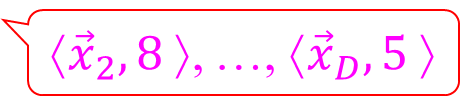 ⟨x⃗₂, 8 ⟩, …, ⟨x⃗_D, 5 ⟩